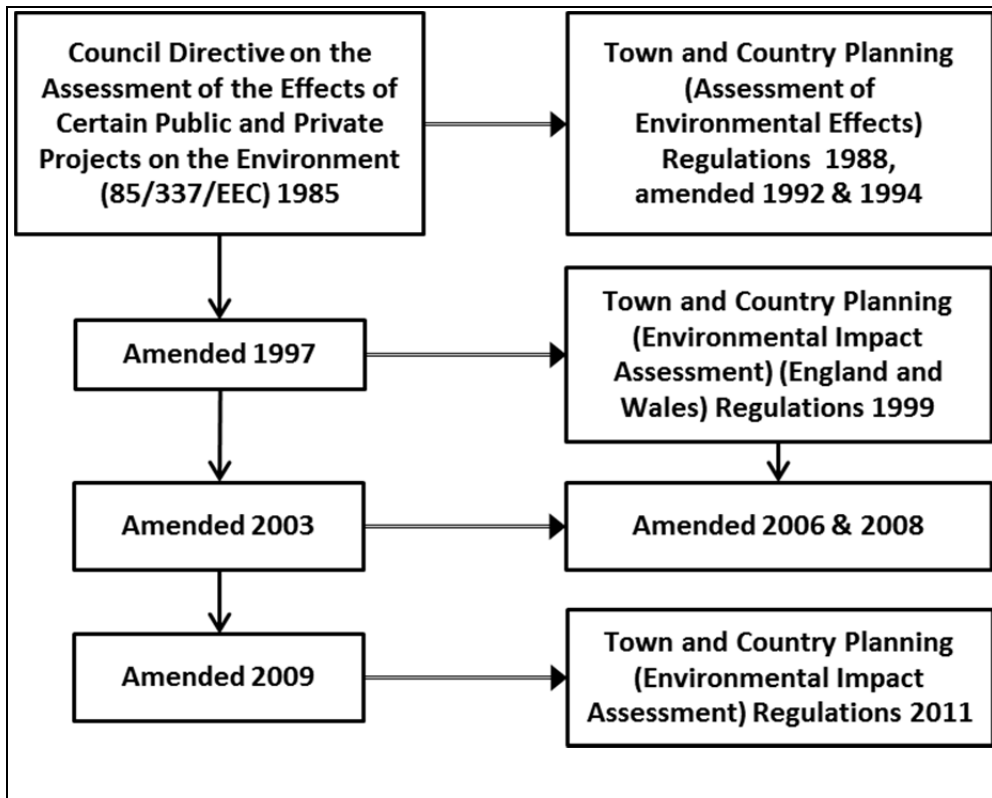 Council Directive on the
Assessment of the Effects of
Certain Public and Private
Projects on the Environment
(85/337/EEC) 1985
Town and Country Planning
(Assessment of
Environmental Effects)
Regulations 1988,
amended 1992 & 1994
Amended 1997
Town and Country Planning
(Environmental Impact
Assessment) (England and
Wales) Regulations 1999
Amended 2003
Amended 2006 & 2008
Amended 2009
Town and Country Planning
(Environmental Impact
Assessment) Regulations 2011